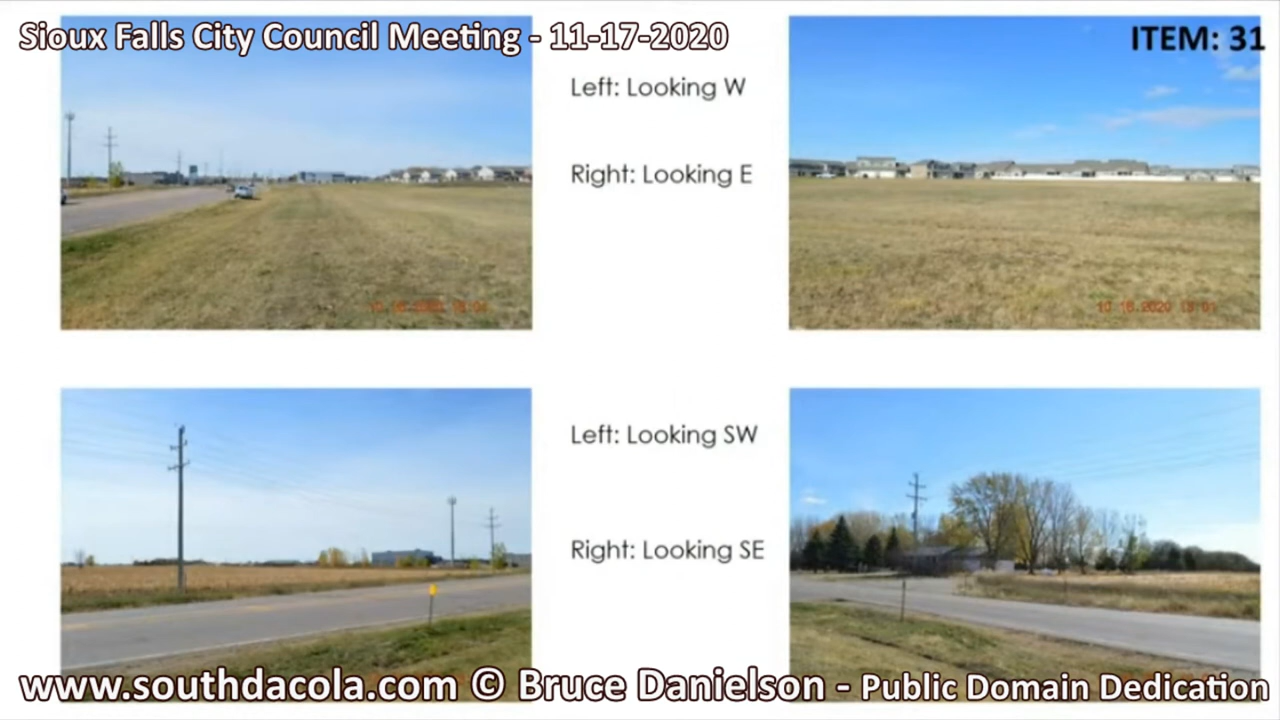 Sioux Falls City Council Meeting - 11-17-2020
ITEM: 31
Left: Looking W
Right: Looking E
Left: Looking SW
Right: Looking SE
www.southdacola.com © Bruce Danielson - Public Domain Dedication